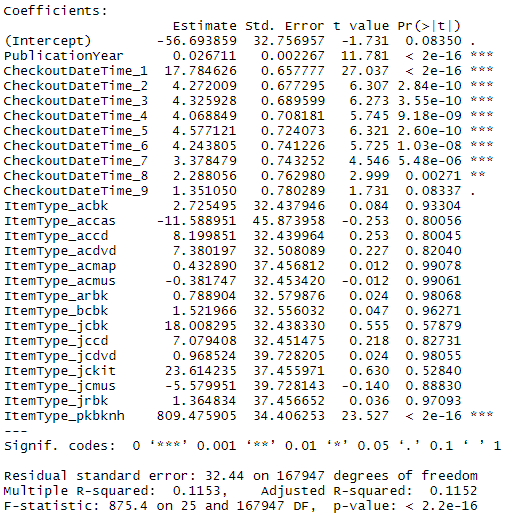 Coefficients:
Estimate Std. Error t value Pr(>|t|)
(Intercept) -56.693859 32.756957 -1.731 0.08350 .
PublicationYear 0.026711 0.002267 11.781 < 2e-16 ***
CheckoutDateTime_1 17.784626 0.657777 27.037 < 2e-16 ***
CheckoutDateTime_2 4.272009 0.677295 6.307 2.84e-10 ***
CheckoutDateTime_3 4.325928 0.689599 6.273 3.55e-10 ***
CheckoutDateTime_4 4.068849 0.708181 5.745 9.18e-09 ***
CheckoutDateTime_5 4.577121 0.724073 6.321 2.60e-10 ***
CheckoutDateTime_6 4.243805 0.741226 5.725 1.03e-08 ***
CheckoutDateTime_7 3.378479 0.743252 4.546 5.48e-06 ***
CheckoutDateTime_8 2.288056 0.762980 2.999 0.00271 **
CheckoutDateTime_9 1.351050 0.780289 1.731 0.08337 .
ItemType_acbk 2.725495 32.437946 0.084 0.93304
ItemType_accas -11.588951 45.873958 -0.253 0.80056
ItemType_accd 8.199851 32.439964 0.253 0.80045
ItemType_acdvd 7.380197 32.508089 0.227 0.82040
ItemType_acmap 0.432890 37.456812 0.012 0.99078
ItemType_acmus -0.381747 32.453420 -0.012 0.99061
ItemType_arbk 0.788904 32.579876 0.024 0.98068
ItemType_bcbk 1.521966 32.556032 0.047 0.96271
ItemType_jcbk 18.008295 32.438330 0.555 0.57879
ItemType_jccd 7.079408 32.451475 0.218 0.82731
ItemType_jcdvd 0.968524 39.728205 0.024 0.98055
ItemType_jckit 23.614235 37.455971 0.630 0.52840
ItemType_jcmus -5.579951 39.728143 -0.140 0.88830
ItemType_jrbk 1.364834 37.456652 0.036 0.97093
ItemType_pkbknh 809.475905 34.406253 23.527 < 2e-16 ***
---
Signif. codes: 0 ‘***’ 0.001 ‘**’ 0.01 ‘*’ 0.05 ‘.’ 0.1 ‘ ’ 1
Residual standard error: 32.44 on 167947 degrees of freedom
Multiple R-squared: 0.1153, Adjusted R-squared: 0.1152
F-statistic: 875.4 on 25 and 167947 DF, p-value: < 2.2e-16